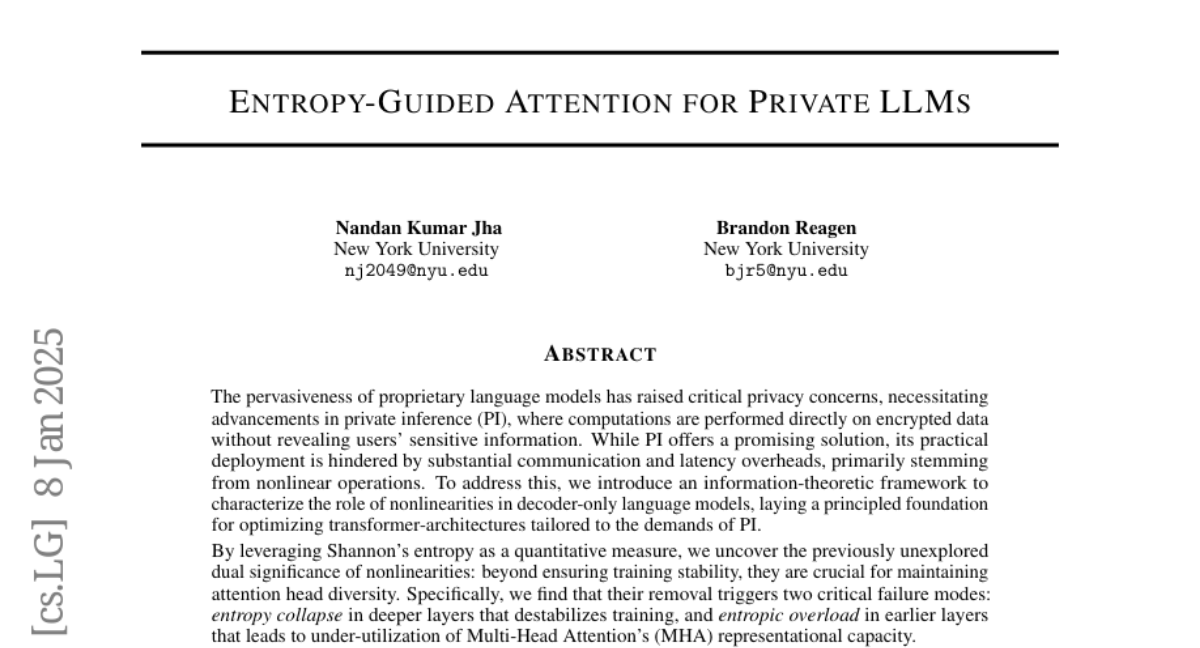 ENTROPY-GUIDED ATTENTION FOR PRIVATE LLMS
Nandan Kumar Jha
New York University
nj2049@nyu.edu
Brandon Reagen
New York University
bjr5@nyu.edu
[cs.LG] 8 Jan 2025
ABSTRACT
The pervasiveness of proprietary language models has raised critical privacy concerns, necessitating
advancements in private inference (PI), where computations are performed directly on encrypted data
without revealing users' sensitive information. While PI offers a promising solution, its practical
deployment is hindered by substantial communication and latency overheads, primarily stemming
from nonlinear operations. To address this, we introduce an information-theoretic framework to
characterize the role of nonlinearities in decoder-only language models, laying a principled foundation
for optimizing transformer-architectures tailored to the demands of PI.
By leveraging Shannon's entropy as a quantitative measure, we uncover the previously unexplored
dual significance of nonlinearities: beyond ensuring training stability, they are crucial for maintaining
attention head diversity. Specifically, we find that their removal triggers two critical failure modes:
entropy collapse in deeper layers that destabilizes training, and entropic overload in earlier layers
that leads to under-utilization of Multi-Head Attention's (MHA) representational capacity.